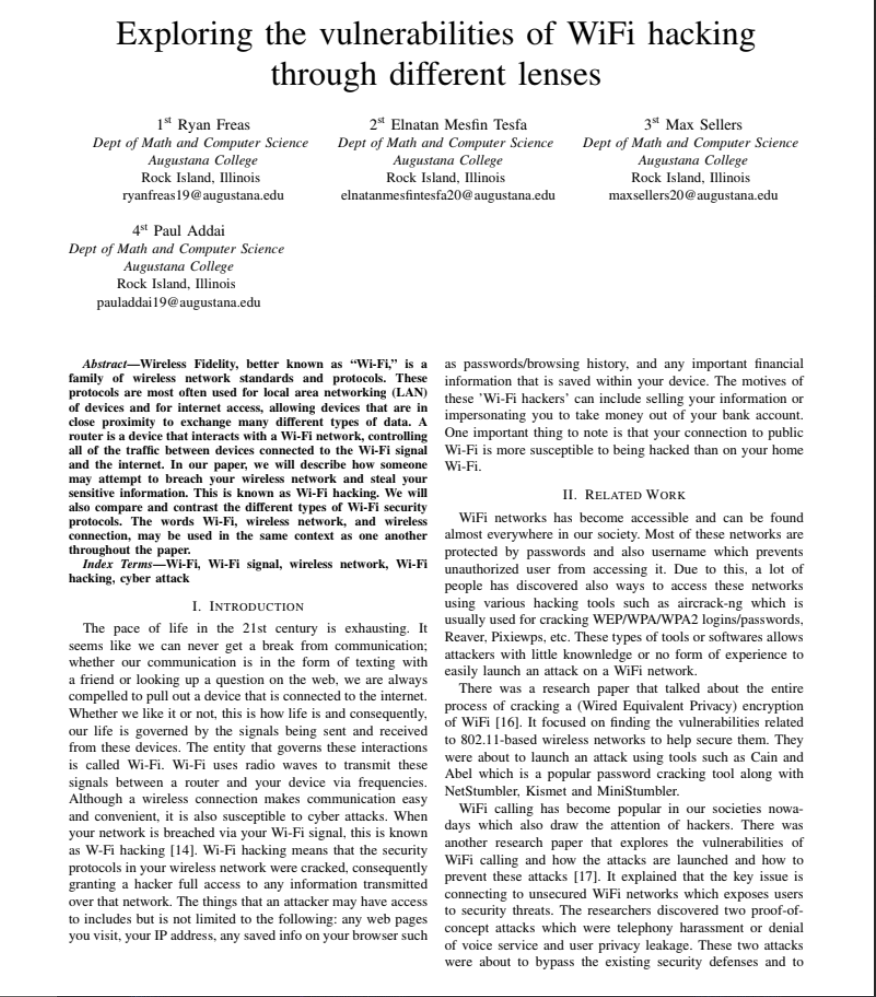 Exploring the vulnerabilities of WiFi hacking
through different lenses
1st Ryan Freas
Dept of Math and Computer Science
Augustana College
Rock Island, Illinois
ryanfreas19@augustana.edu
2st Elnatan Mesfin Tesfa
Dept of Math and Computer Science
Augustana College
Rock Island, Illinois
elnatanmesfintesfa20@augustana.edu
3st Max Sellers
Dept of Math and Computer Science
Augustana College
Rock Island, Illinois
maxsellers20@augustana.edu
4st Paul Addai
Dept of Math and Computer Science
Augustana College
Rock Island, Illinois
pauladdai19@augustana.edu
Abstract—Wireless Fidelity, better known as “Wi-Fi,” is a
family of wireless network standards and protocols. These
protocols are most often used for local area networking (LAN)
of devices and for internet access, allowing devices that are in
close proximity to exchange many different types of data. A
router is a device that interacts with a Wi-Fi network, controlling
all of the traffic between devices connected to the Wi-Fi signal
and the internet. In our paper, we will describe how someone
may attempt to breach your wireless network and steal your
sensitive information. This is known as Wi-Fi hacking. We will
also compare and contrast the different types of Wi-Fi security
protocols. The words Wi-Fi, wireless network, and wireless
connection, may be used in the same context as one another
throughout the paper.
Index Terms—Wi-Fi, Wi-Fi signal, wireless network, Wi-Fi
hacking, cyber attack
I. INTRODUCTION
The pace of life in the 21st century is exhausting. It
seems like we can never get a break from communication;
whether our communication is in the form of texting with
a friend or looking up a question on the web, we are always
compelled to pull out a device that is connected to the internet.
Whether we like it or not, this is how life is and consequently,
our life is governed by the signals being sent and received
from these devices. The entity that governs these interactions
is called Wi-Fi. Wi-Fi uses radio waves to transmit these
signals between a router and your device via frequencies.
Although a wireless connection makes communication easy
and convenient, it is also susceptible to cyber attacks. When
your network is breached via your Wi-Fi signal, this is known
as W-Fi hacking [14]. Wi-Fi hacking means that the security
protocols in your wireless network were cracked, consequently
granting a hacker full access to any information transmitted
over that network. The things that an attacker may have access
to includes but is not limited to the following: any web pages
you visit, your IP address, any saved info on your browser such
as passwords/browsing history, and any important financial
information that is saved within your device. The motives of
these 'Wi-Fi hackers' can include selling your information or
impersonating you to take money out of your bank account.
One important thing to note is that your connection to public
Wi-Fi is more susceptible to being hacked than on your home
Wi-Fi.
II. RELATED WORK
WiFi networks has become accessible and can be found
almost everywhere in our society. Most of these networks are
protected by passwords and also username which prevents
unauthorized user from accessing it. Due to this, a lot of
people has discovered also ways to access these networks
using various hacking tools such as aircrack-ng which is
usually used for cracking WEP/WPA/WPA2 logins/passwords,
Reaver, Pixiewps, etc. These types of tools or softwares allows
attackers with little knownledge or no form of experience to
easily launch an attack on a WiFi network.
There was a research paper that talked about the entire
process of cracking a (Wired Equivalent Privacy) encryption
of WiFi [16]. It focused on finding the vulnerabilities related
to 802.11-based wireless networks to help secure them. They
were about to launch an attack using tools such as Cain and
Abel which is a popular password cracking tool along with
NetStumbler, Kismet and MiniStumbler.
WiFi calling has become popular in our societies nowa-
days which also draw the attention of hackers. There was
another research paper that explores the vulnerabilities of
WiFi calling and how the attacks are launched and how to
prevent these attacks [17]. It explained that the key issue is
connecting to unsecured WiFi networks which exposes users
to security threats. The researchers discovered two proof-of-
concept attacks which were telephony harassment or denial
of voice service and user privacy leakage. These two attacks
were about to bypass the existing security defenses and to